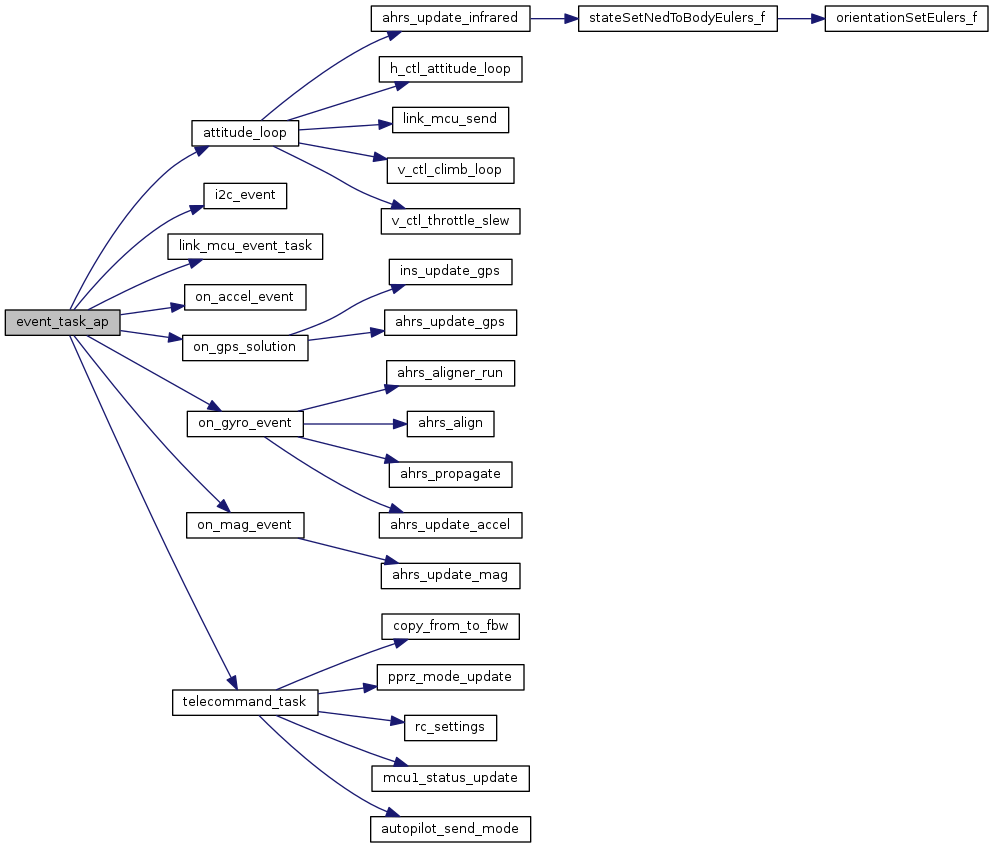 ahrs_update_infrared
stateSetNedToBodyEulers_f
orientationSetEulers_f
h_ctl_attitude_loop
link_mcu_send
attitude_loop
v_ctl_climb_loop
i2c_event
v_ctl_throttle_slew
link_mcu_event_task
ins_update_gps
on_accel_event
event_task_ap
ahrs_update_gps
on_gps_solution
ahrs_aligner_run
on_gyro_event
ahrs_align
ahrs_propagate
on_mag_event
ahrs_update_accel
ahrs_update_mag
copy_from_to_fbw
pprz_mode_update
telecommand_task
rc_settings
mcu1_status_update
autopilot_send_mode